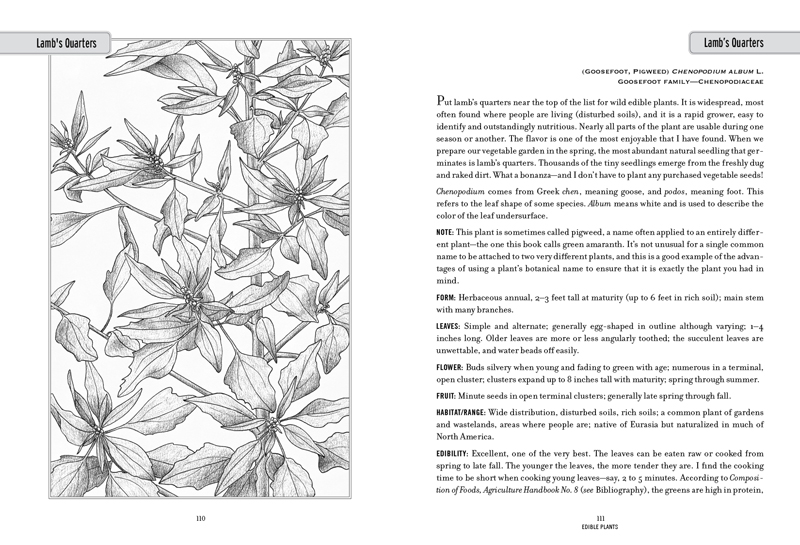 Lamb's Quarters
110
Lamb's Quarters
(Goosefoot, Pigweed) Chenopodium album L.
Goosefoot family—Chenopodiaceae
Put lamb's quarters near the top of the list for wild edible plants. It is widespread, most
often found where people are living (disturbed soils), and it is a rapid grower, easy to
identify and outstandingly nutritious. Nearly all parts of the plant are usable during one
season or another. The flavor is one of the most enjoyable that I have found. When we
prepare our vegetable garden in the spring, the most abundant natural seedling that ger-
minates is lamb's quarters. Thousands of the tiny seedlings emerge from the freshly dug
and raked dirt. What a bonanza—and I don't have to plant any purchased vegetable seeds!
Chenopodium comes from Greek chen, meaning goose, and podos, meaning foot. This
refers to the leaf shape of some species. Album means white and is used to describe the
color of the leaf undersurface.
NOTE: This plant is sometimes called pigweed, a name often applied to an entirely differ-
ent plant—the one this book calls green amaranth. It's not unusual for a single common
name to be attached to two very different plants, and this is a good example of the advan-
tages of using a plant's botanical name to ensure that it is exactly the plant you had in
mind.
FORM: Herbaceous annual, 2–3 feet tall at maturity (up to 6 feet in rich soil); main stem
with many branches.
LEAVES: Simple and alternate; generally egg-shaped in outline although varying; 1–4
inches long. Older leaves are more or less angularly toothed; the succulent leaves are
unwettable, and water beads off easily.
FLOWER: Buds silvery when young and fading to green with age; numerous in a terminal,
open cluster; clusters expand up to 8 inches tall with maturity; spring through summer.
FRUIT: Minute seeds in open terminal clusters; generally late spring through fall.
HABITAT/RANGE: Wide distribution, disturbed soils, rich soils; a common plant of gardens
and wastelands, areas where people are; native of Eurasia but naturalized in much of
North America.
EDIBILITY: Excellent, one of the very best. The leaves can be eaten raw or cooked from
spring to late fall. The younger the leaves, the more tender they are. I find the cooking
time to be short when cooking young leaves—say, 2 to 5 minutes. According to Composi-
tion of Foods, Agriculture Handbook No. 8 (see Bibliography), the greens are high in protein,
111
EDIBLE PLANTS